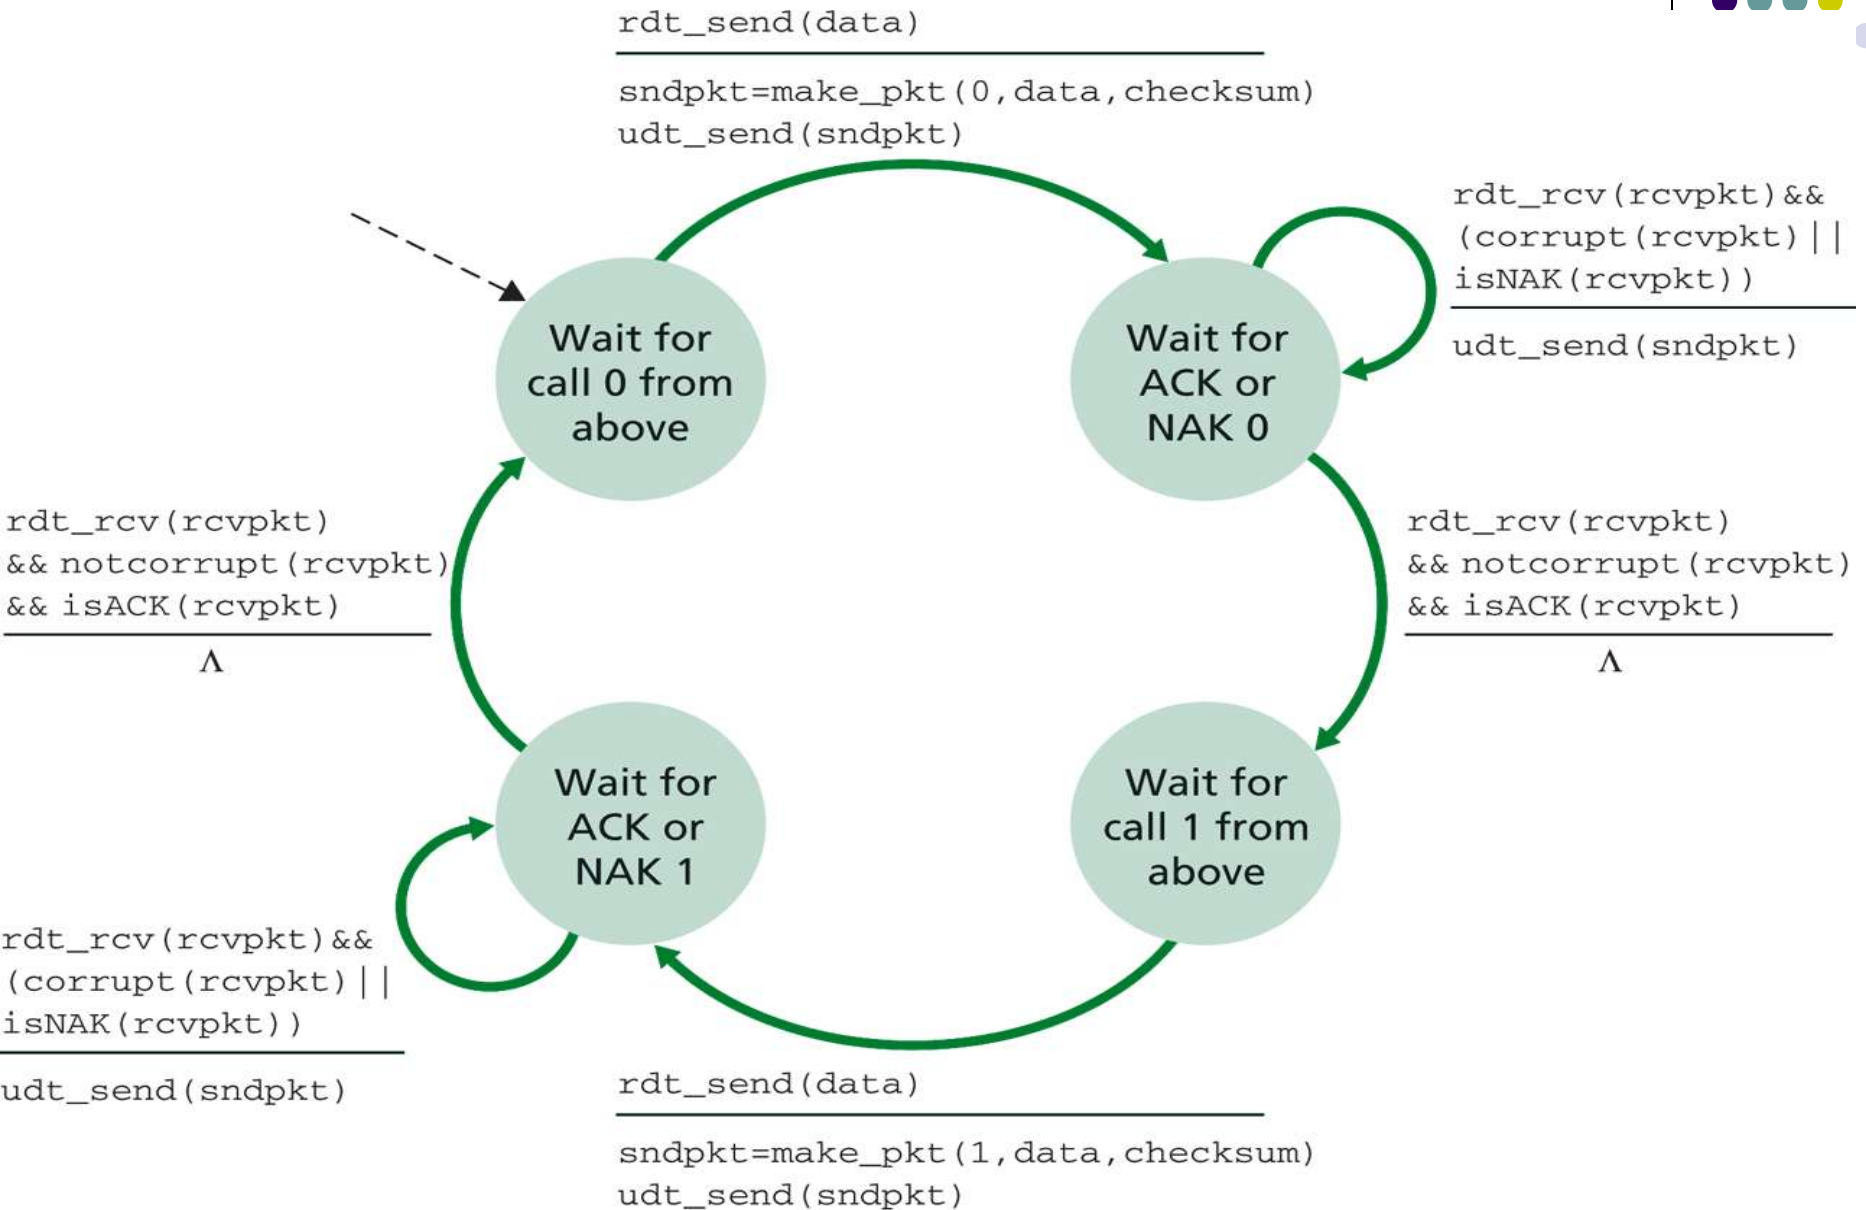 rdt_send(data)
sndpkt=make_pkt(0,data,checksum)
udt_send(sndpkt)
rdt_rcv(rcvpkt)&&
(corrupt(rcvpkt)||
isNAK(rcvpkt))
udt_send(sndpkt)
Wait for
call 0 from
above
Wait for
ACK or
NAK 0
rdt_rcv(rcvpkt)
&& notcorrupt(rcvpkt)
&& isACK(rcvpkt)
Λ
rdt_rcv(rcvpkt)
&& notcorrupt(rcvpkt)
&& isACK(rcvpkt)
Λ
Wait for
ACK or
NAK 1
Wait for
call 1 from
above
rdt_rcv(rcvpkt)&&
(corrupt(rcvpkt)||
isNAK(rcvpkt))
udt_send(sndpkt)
rdt_send(data)
sndpkt=make_pkt(1,data,checksum)
udt_send(sndpkt)